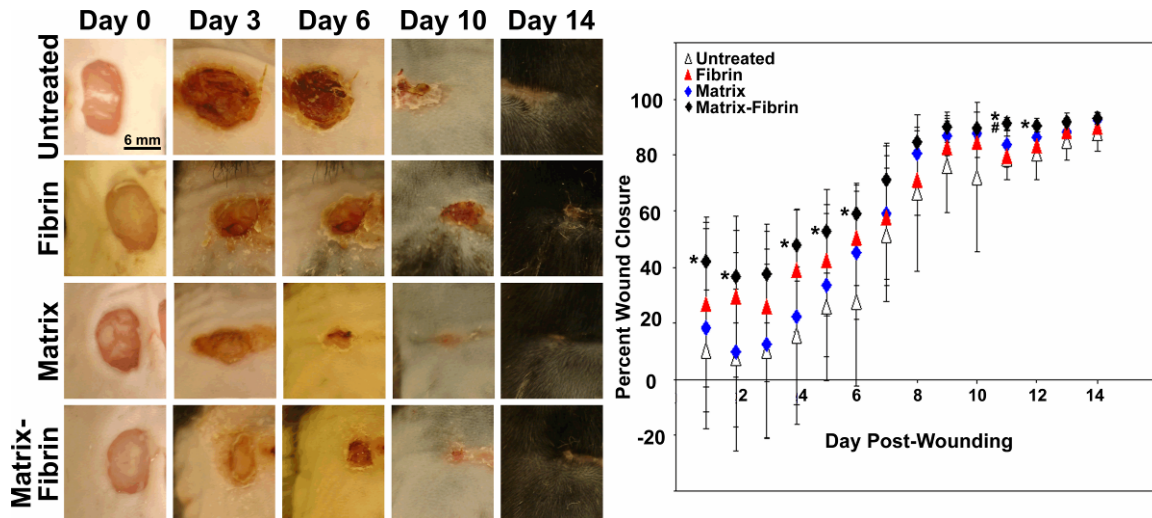 Day 0 Day 3 Day 6 Day 10 Day 14
Untreated
6 mm
Fibrin
Matrix
Matrix-
Fibrin
Untreated
Fibrin
Matrix
Matrix-Fibrin
Percent Wound Closure
100
80
60
40
20
0
-20
* * * * * * # *
2 4 6 8 10 12 14
Day Post-Wounding